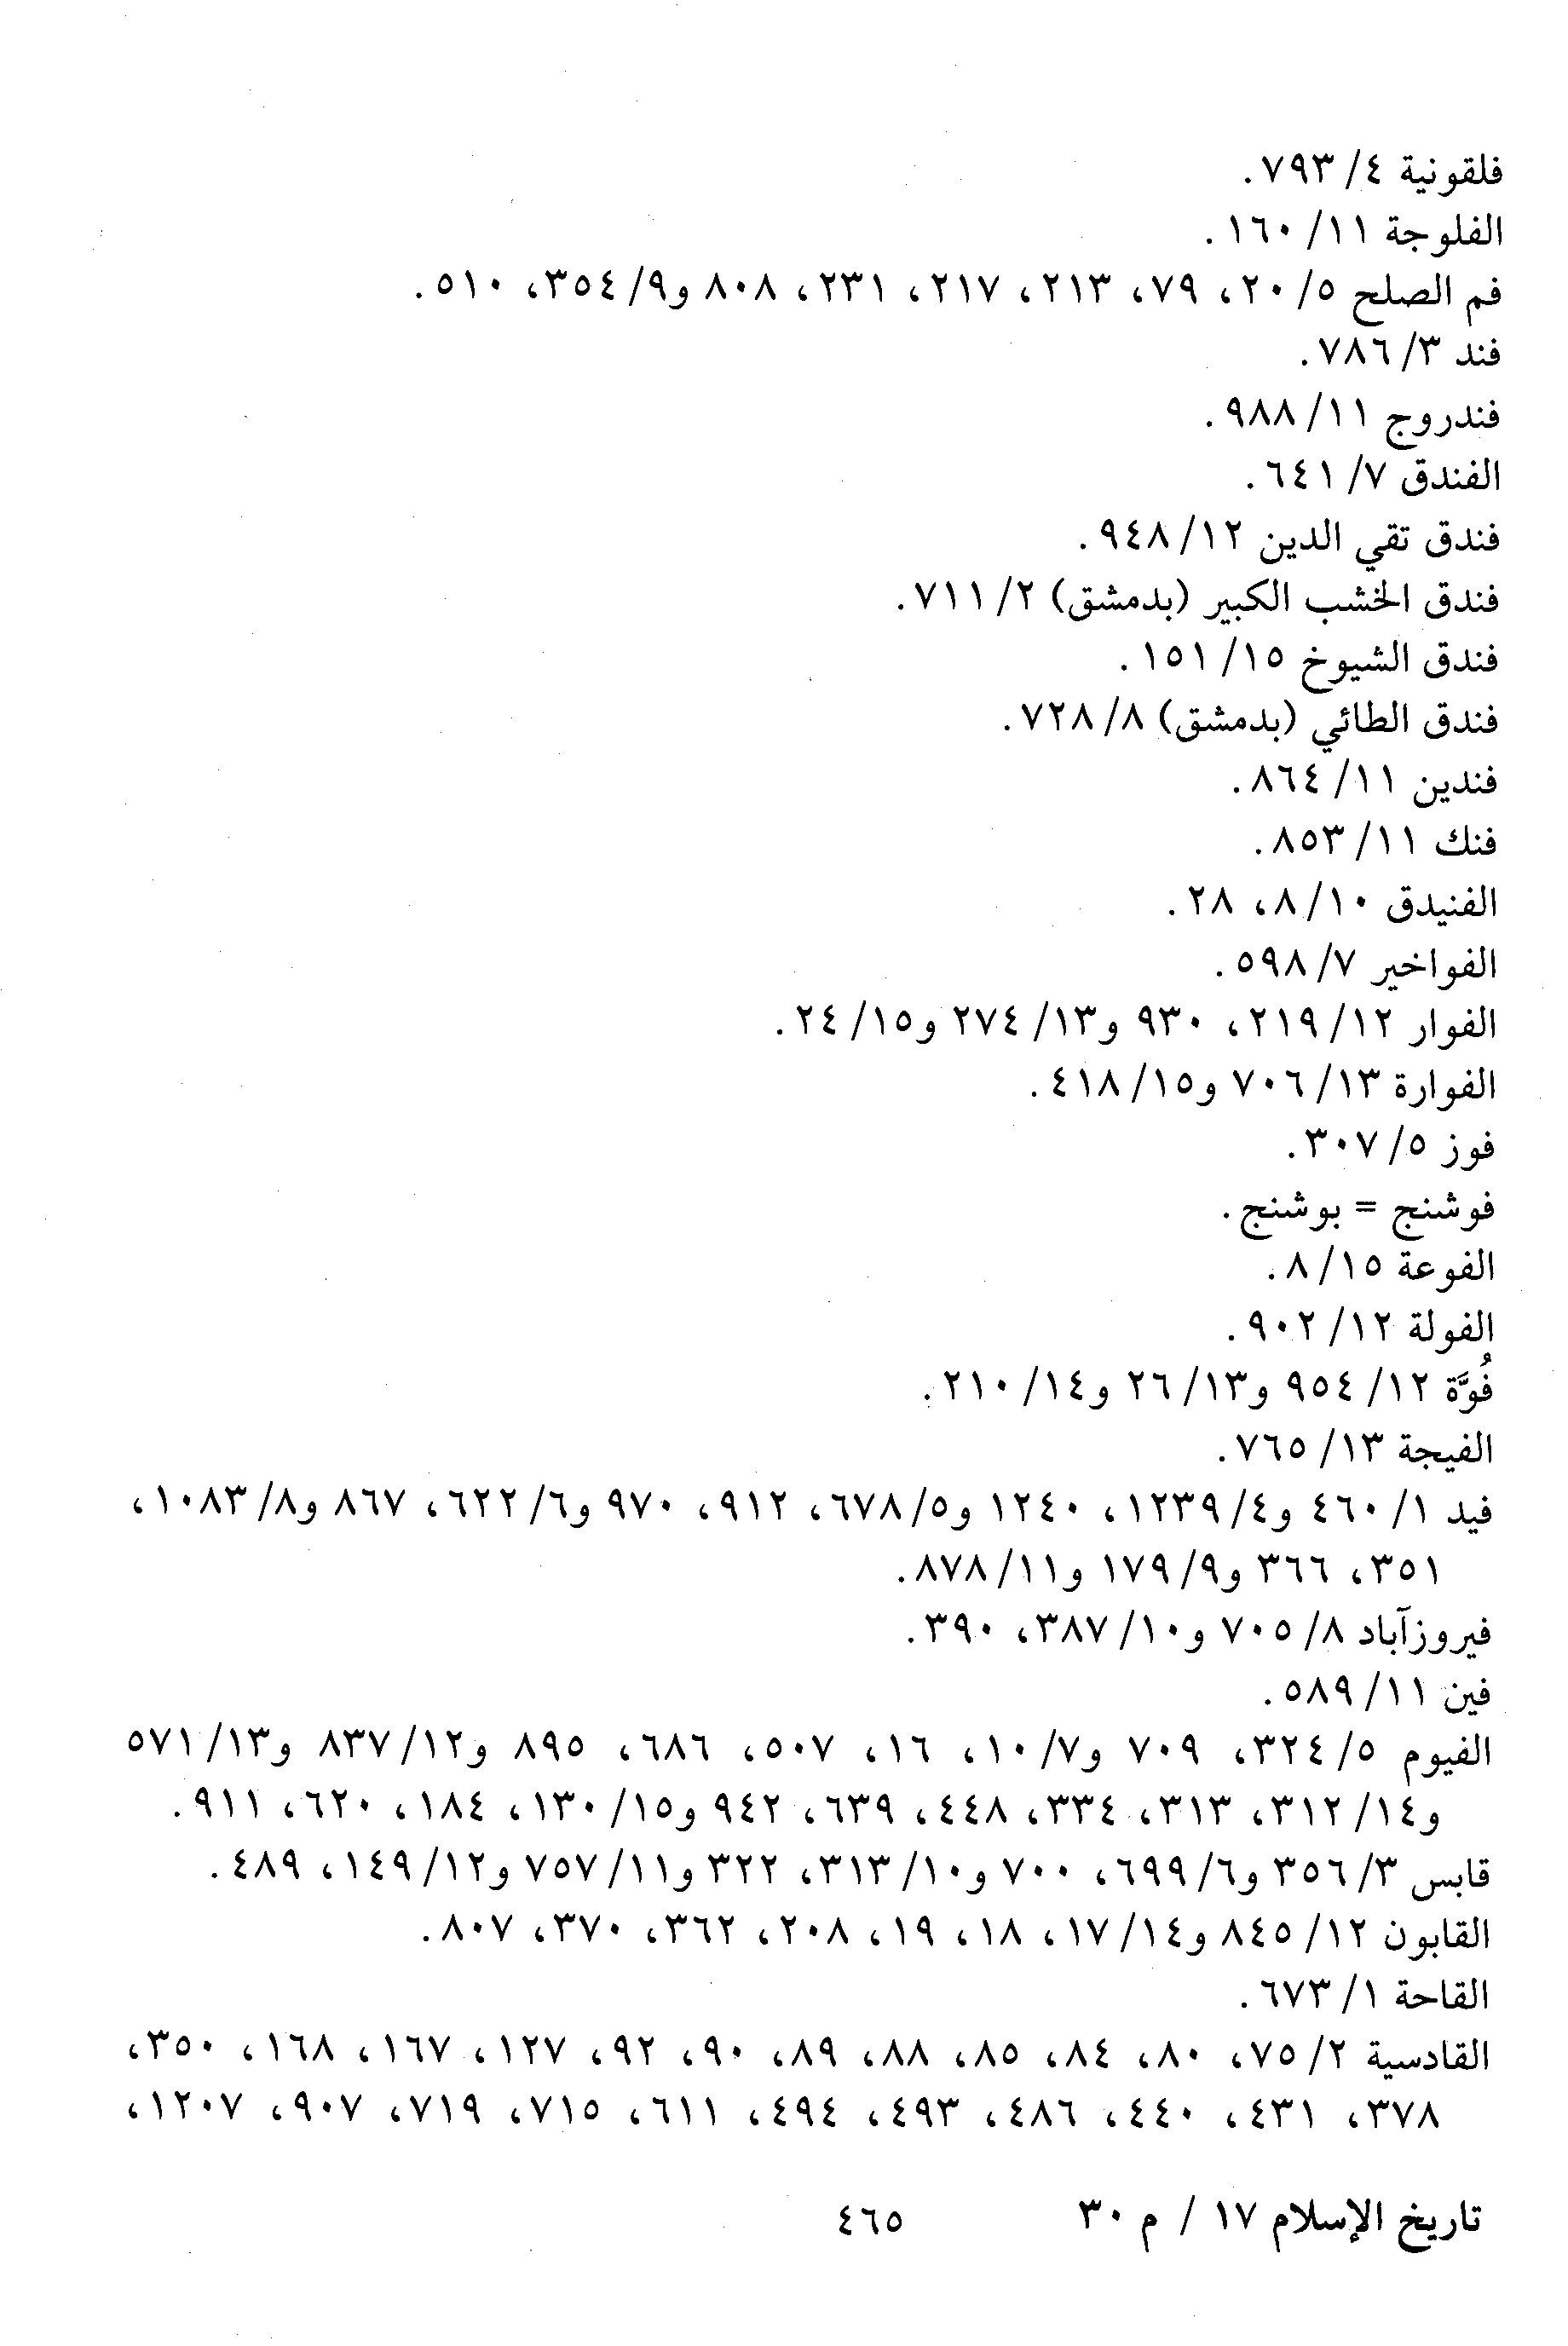 فلقونية ٤/ ٧٩٣.
الفلوجة ١١/ ١٦٠.
فم الصلح ٥/ ٢٠، ٧٩، ٢١٣، ٢١٧، ٢٣١، ٨٠٨ و٩/ ٣٥٤، ٥١٠.
فند ٣/ ٧٨٦.
فندروج ١١/ ٩٨٨.
الفندق ٧/ ٦٤١.
فندق تقي الدين ١٢/ ٩٤٨.
فندق الخشب الكبير (بدمشق) ٢/ ٧١١.
فندق الشيوخ ١٥/ ١٥١.
فندق الطائي (بدمشق) ٨/ ٧٢٨.
فندين ١١/ ٨٦٤.
فنك ١١/ ٨٥٣.
الفنيدق ١٠/ ٨، ٢٨.
الفواخير ٧/ ٥٩٨.
الفوار ١٢/ ٢١٩، ٩٣٠ و١٣/ ٢٧٤ و١٥/ ٢٤.
الفوارة ١٣/ ٧٠٦ و١٥/ ٤١٨.
فوز ٥/ ٣٠٧.
فوشنج = بوشنج.
الفوعة ١٥/ ٨.
الفولة ١٢/ ٩٠٢.
فُوَّة ١٢/ ٩٥٤ و١٣/ ٢٦ و١٤/ ٢١٠.
الفيجة ١٣/ ٧٦٥.
فيد ١/ ٤٦٠ و٤/ ١٢٣٩، ١٢٤٠ و٥/ ٦٧٨، ٩١٢، ٩٧٠ و٦/ ٦٢٢، ٨٦٧ و٨/ ١٠٨٣،
٣٥١، ٣٦٦ و٩/ ١٧٩ و١١/ ٨٧٨.
فيروزآباد ٨/ ٧٠٥ و١٠/ ٣٨٧، ٣٩٠.
فين ١١/ ٥٨٩.
الفيوم ٥/ ٣٢٤، ٧٠٩ و٧/ ١٠، ١٦، ٥٠٧، ٦٨٦، ٨٩٥ و١٢/ ٨٣٧ و١٣/ ٥٧١
و١٤/ ٣١٢، ٣١٣، ٣٣٤، ٤٤٨، ٦٣٩، ٩٤٢ و١٥/ ١٣٠، ١٨٤، ٦٢٠، ٩١١.
قابس ٣/ ٣٥٦ و٦/ ٦٩٩، ٧٠٠ و١٠/ ٣١٣، ٣٢٢ و١١/ ٧٥٧ و١٢/ ١٤٩، ٤٨٩.
القابون ١٢/ ٨٤٥ و١٤/ ١٧، ١٨، ١٩، ٢٠٨، ٣٦٢، ٣٧٠، ٨٠٧.
القاحة ١/ ٦٧٣.
القادسية ٢/ ٧٥، ٨٠، ٨٤، ٨٥، ٨٨، ٨٩، ٩٠، ٩٢، ١٢٧، ١٦٧، ١٦٨، ٣٥٠،
٣٧٨، ٤٣١، ٤٤٠، ٤٨٦، ٤٩٣، ٤٩٤، ٦١١، ٧١٥، ٧١٩، ٩٠٧، ١٢٠٧،
تاريخ الإسلام ١٧ / م ٣٠ ٤٦٥